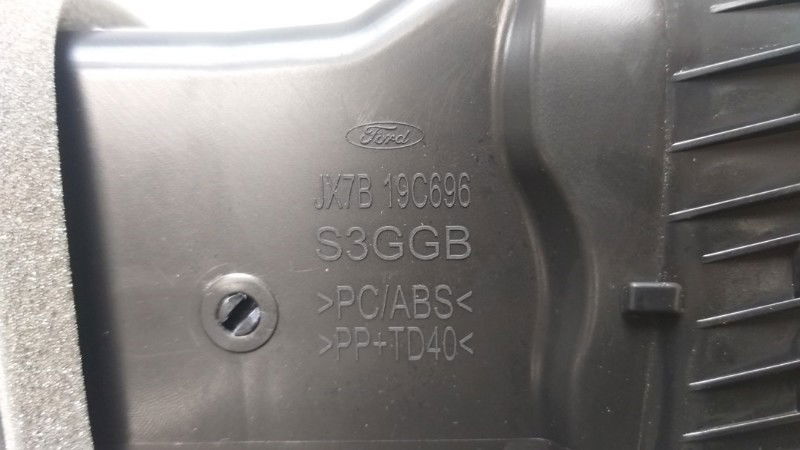 Ford
JX7B 19C696
S3GGB
>PC/ABS<
>PP+TD40<